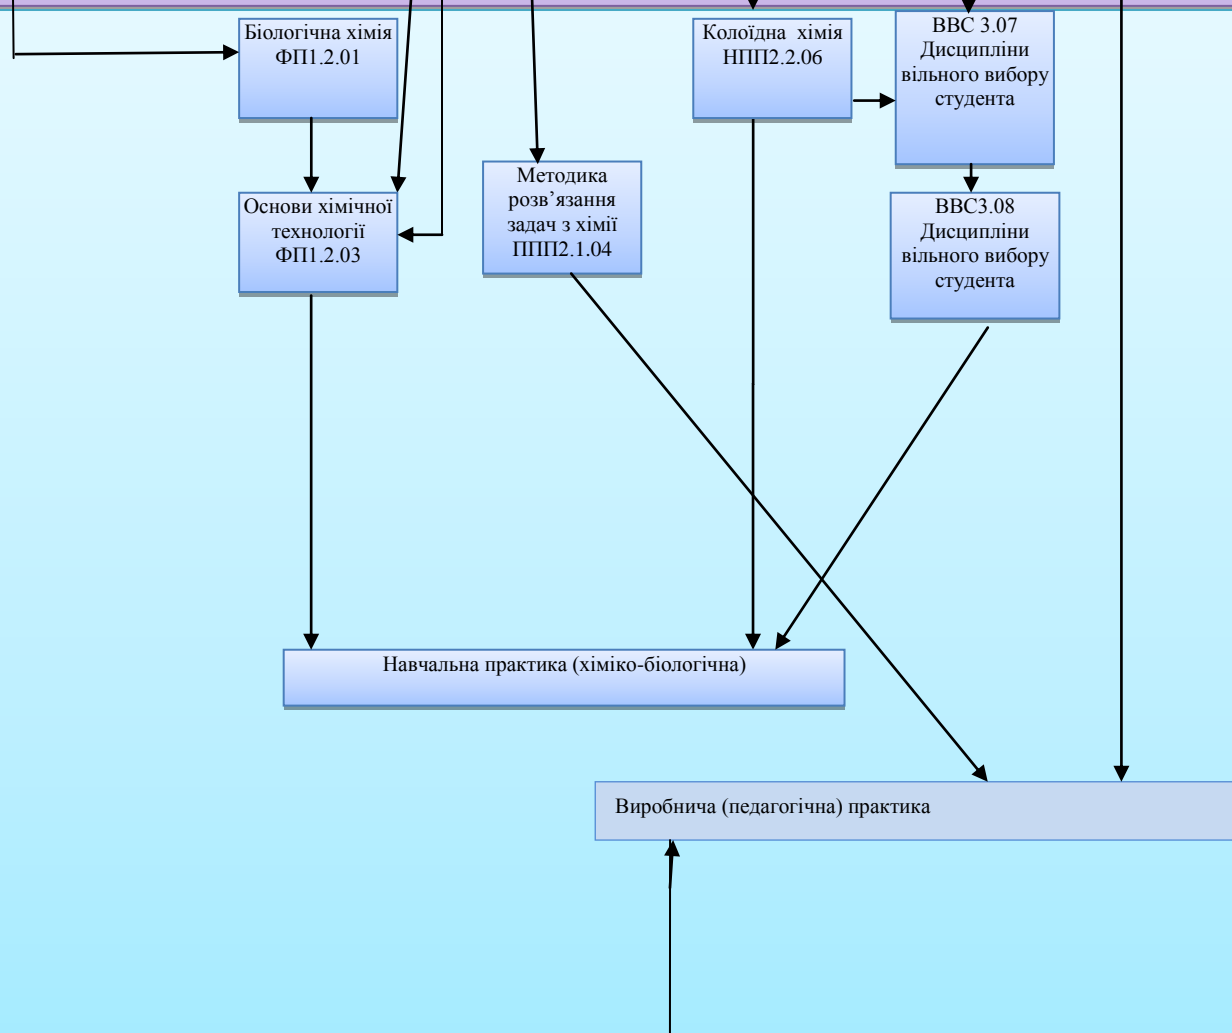 Біологічна хімія
ФП1.2.01
Колоїдна хімія
НПП2.2.06
ВВС 3.07
Дисципліни
вільного вибору
студента
Методика
розв’язання
задач з хімії
ППП2.1.04
Основи хімічної
технології
ФП1.2.03
ВВС3.08
Дисципліни
вільного вибору
студента
Навчальна практика (хіміко-біологічна)
Виробнича (педагогічна) практика